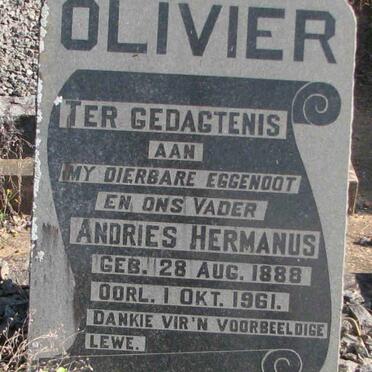 OLIVIER
TER GEDAGTENIS
AAN
MY DIERBARE EGGENOOT
EN ONS VADER
ANDRIES HERMANUS
GEB. 28 AUG. 1888
OORL. 1 OKT. 1961.
DANKIE VIR'N VOORBEELDIGE
LEWE.